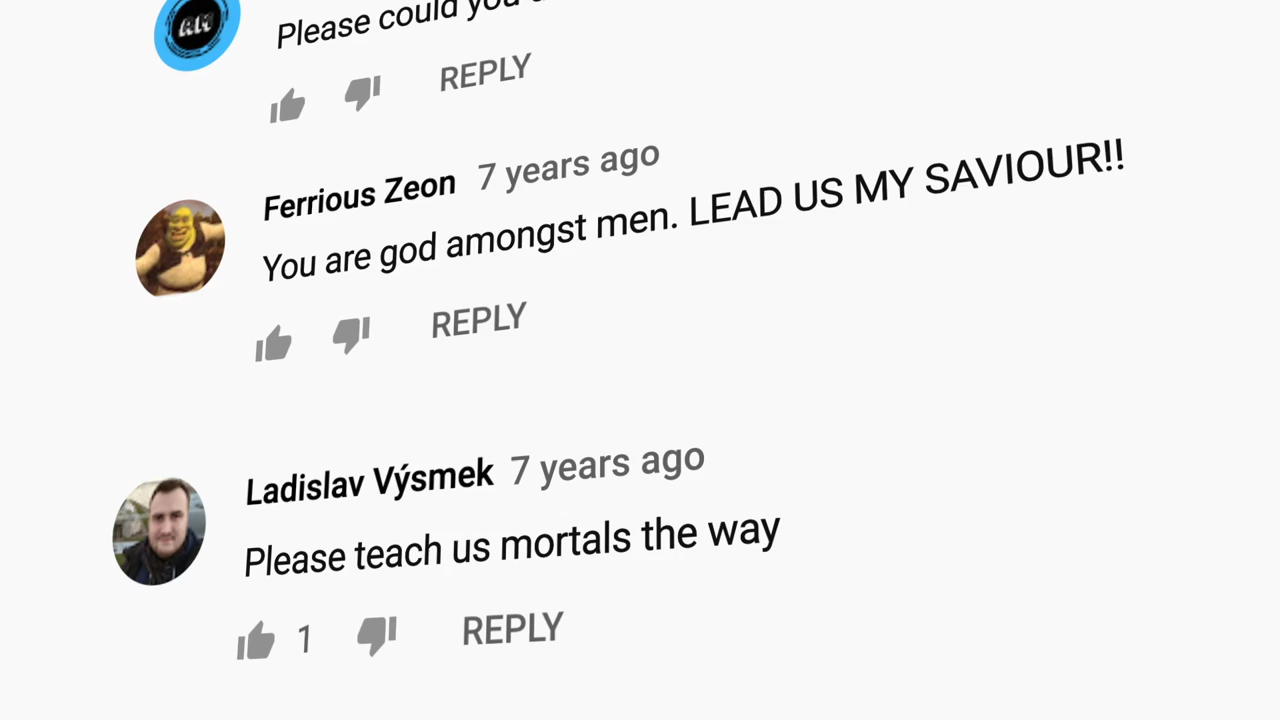 AM
Please could you
REPLY
Ferrious Zeon 7 years ago
You are god amongst men. LEAD US MY SAVIOUR!!
REPLY
Ladislav Výsmek 7 years ago
Please teach us mortals the way
1 REPLY